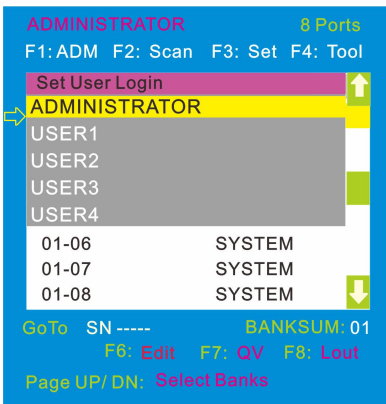 ADMINISTRATOR 8 Ports
F1: ADM F2: Scan F3: Set F4: Tool
Set User Login
ADMINISTRATOR
USER1
USER2
USER3
USER4
01-06 SYSTEM
01-07 SYSTEM
01-08 SYSTEM
GoTo SN ----- BANKSUM: 01
F6: EdIt F7: QV F8: Lout
Page UP/ DN: Select Banks